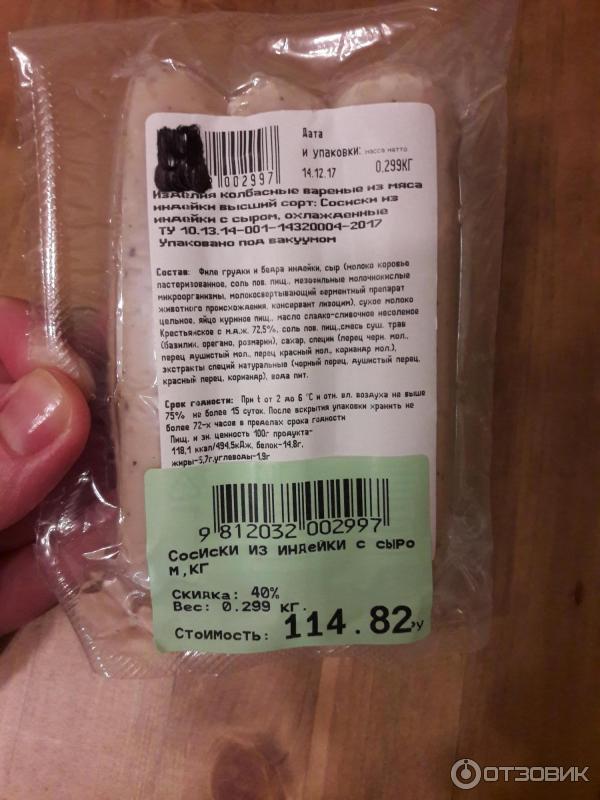 002997
Дата
и упаковки: масса нетто
14.12.17 0.299КГ
Изделия колбасные вареные из мяса
индейки высший сорт: Сосиски из
индейки с сыром, охлажденные
ТУ 10.13.14-001-14320004-2017
Упаковано под вакуумом
Состав: Филе грудки и бедра индейки, сыр (молоко коровье
пастеризованное, соль пов. пищ., мезофильные молочнокислые
микроорганизмы, молокосвертывающий ферментный препарат
животного происхождения, консервант лизоцим), сухое молоко
цельное, яйцо куриное пищ., масло сладко-сливочное несоленое
Крестьянское с м.д.ж. 72,5%, соль пов. пищ.,смесь суш. трав
(базилик, орегано, розмарин), сахар, специи (перец черн. мол.,
перец душистый мол., перец красный мол., кориандр мол.),
экстракты специй натуральные (черный перец, душистый перец,
красный перец, кориандр), вода пит.
Срок годности: При t от 2 до 6 °C и отн. вл. воздуха не выше
75% не более 15 суток. После вскрытия упаковки хранить не
более 72-х часов в пределах срока годности
Пищ. и эн. ценность 100г продукта-
118,1 ккал/494,5кДж, белок-14,8г,
жиры-5,7г,углеводы-1,9г
9 812032 002997
Сосиски из индейки с сыро
м,кг
Скидка: 40%
Вес: 0.299 кг.
Стоимость: 114.82
ОТЗОВИК